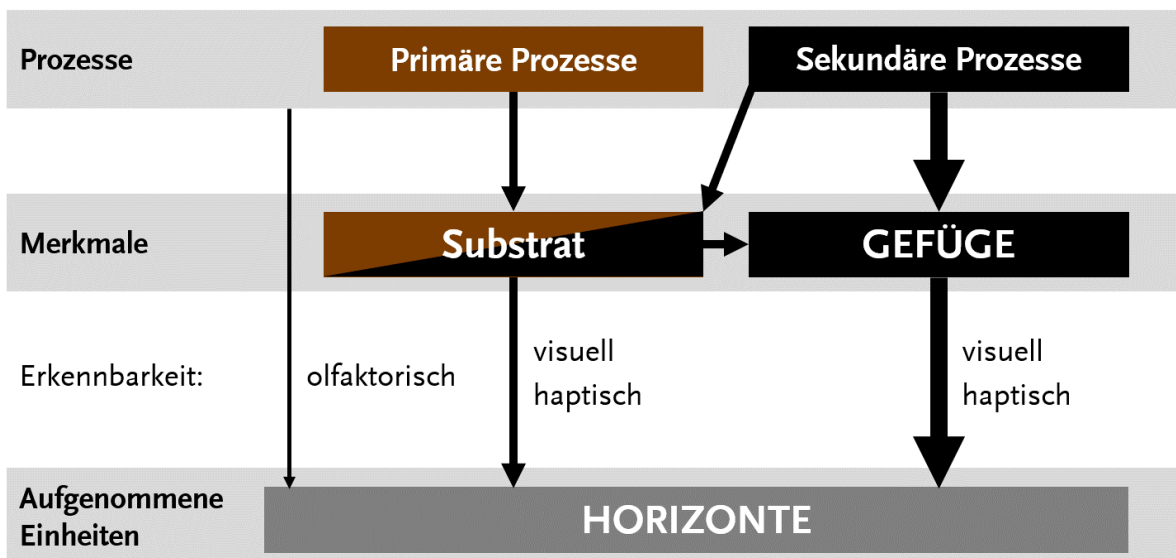 Prozesse
Primäre Prozesse
Sekundäre Prozesse
Merkmale
Substrat
GEFÜGE
Erkennbarkeit:
olfaktorisch
visuell
haptisch
visuell
haptisch
Aufgenommene
Einheiten
HORIZONTE